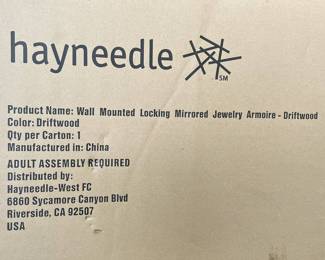 hayneedle SM
Product Name: Wall Mounted Locking Mirrored Jewelry Armoire - Driftwood
Color: Driftwood
Qty per Carton: 1
Manufactured in: China
ADULT ASSEMBLY REQUIRED
Distributed by:
Hayneedle-West FC
6860 Sycamore Canyon Blvd
Riverside, CA 92507
USA